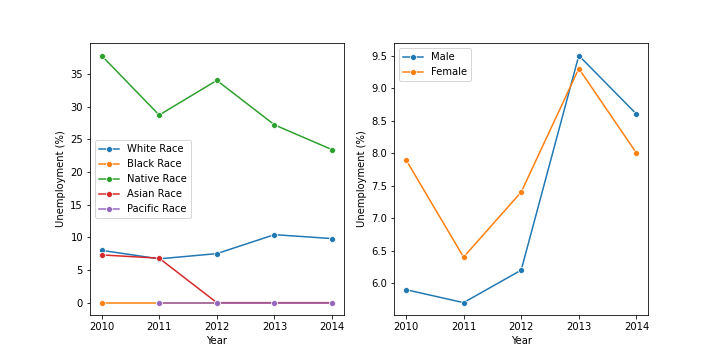 35
30
25
20
15
10
5
0
Unemployment (%)
White Race
Black Race
Native Race
Asian Race
Pacific Race
2010 2011 2012 2013 2014
Year
9.5
9.0
8.5
8.0
7.5
7.0
6.5
6.0
Unemployment (%)
Male
Female
2010 2011 2012 2013 2014
Year